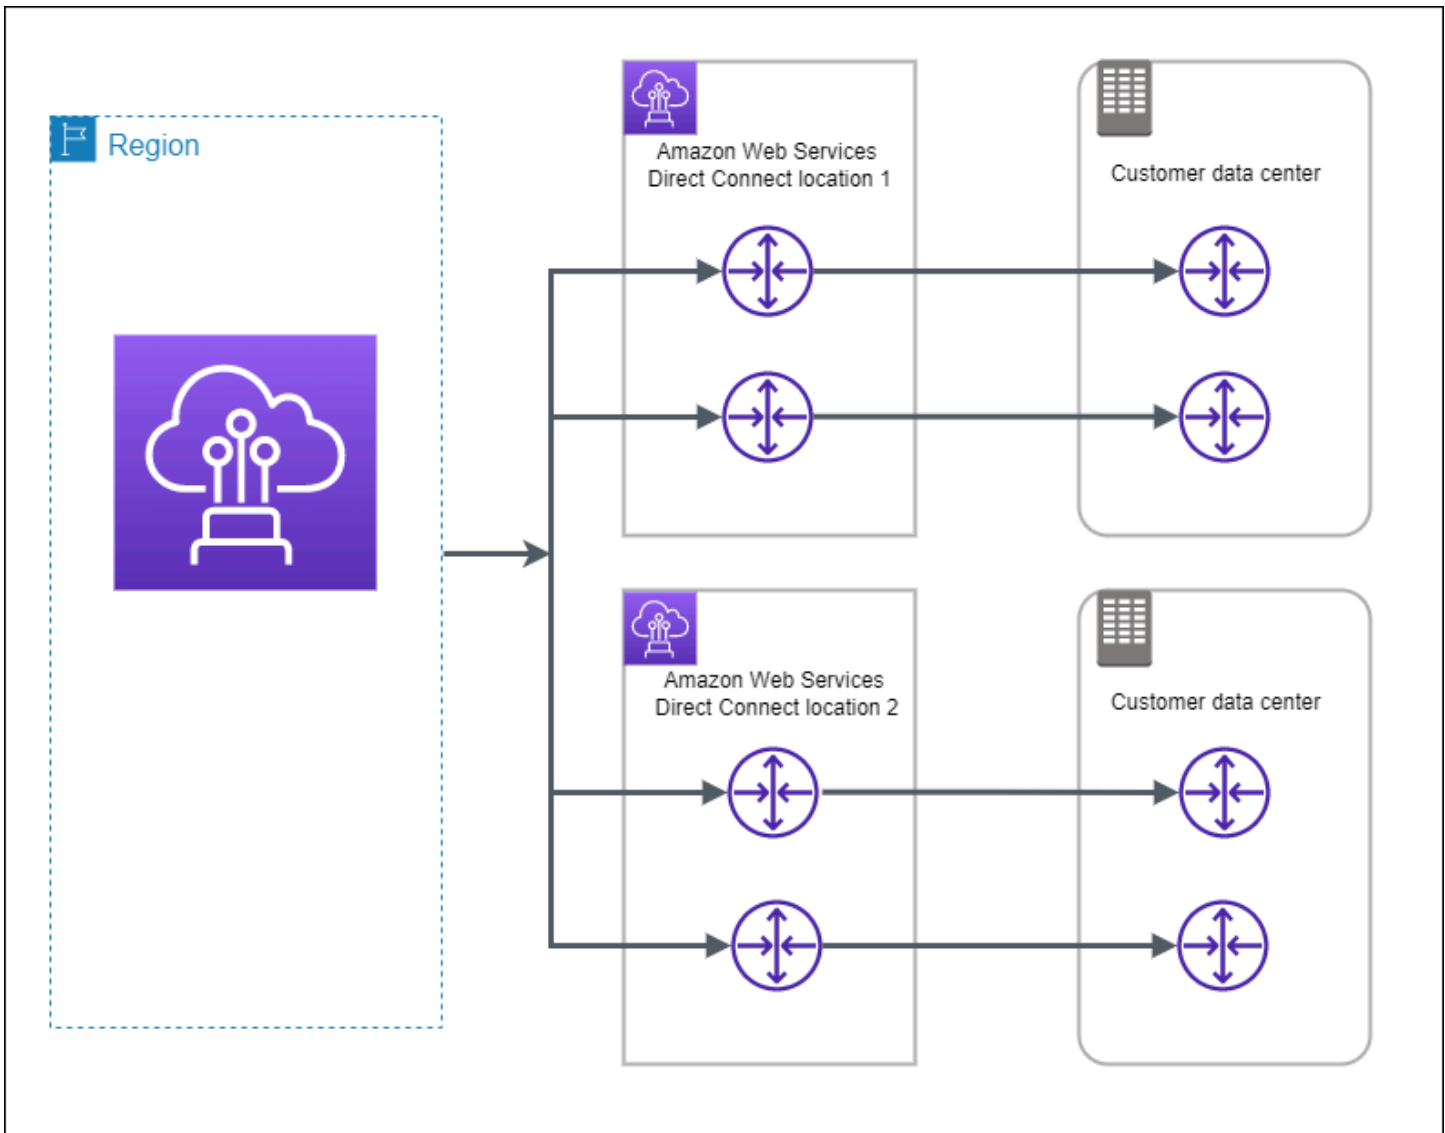 Region
Amazon Web Services
Direct Connect location 1
Customer data center
Amazon Web Services
Direct Connect location 2
Customer data center